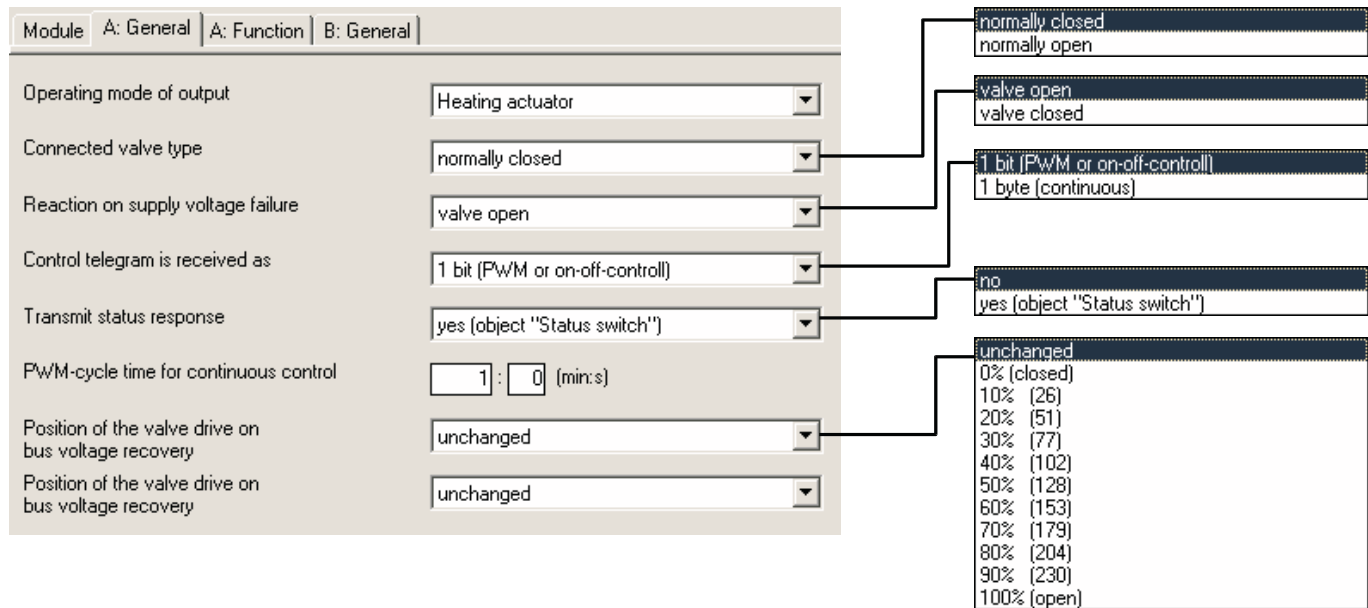 Module A: General A: Function B: General
Operating mode of output Heating actuator
Connected valve type normally closed
Reaction on supply voltage failure valve open
Control telegram is received as 1 bit (PWM or on-off-controll)
Transmit status response yes (object "Status switch")
PWM-cycle time for continuous control 1 : 0 (min:s)
Position of the valve drive on
bus voltage recovery
unchanged
Position of the valve drive on
bus voltage recovery
unchanged
normally closed
normally open
valve open
valve closed
1 bit (PWM or on-off-controll)
1 byte (continuous)
no
yes (object "Status switch")
unchanged
0% (closed)
10% (26)
20% (51)
30% (77)
40% (102)
50% (128)
60% (153)
70% (179)
80% (204)
90% (230)
100% (open)